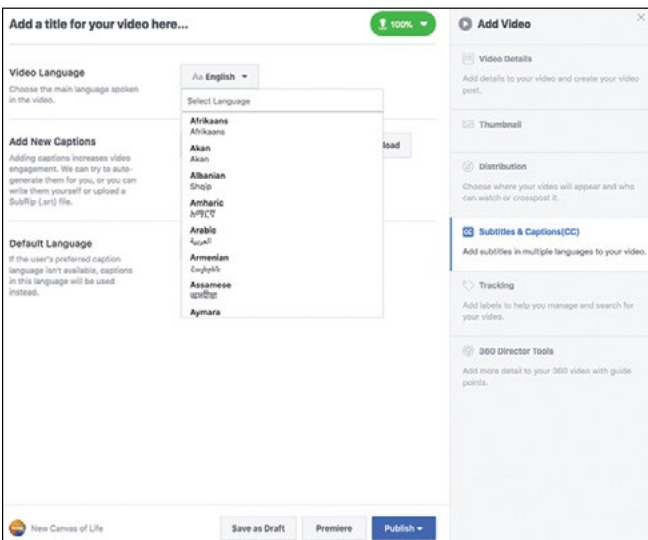 Add a title for your video here...
100%
Video Language
Choose the main language spoken
in the video.
Aa English
Select Language
Afrikaans
Afrikaans
Akan
Akan
Albanian
Shqip
Amharic
አማርኛ
Arabic
العربية
Armenian
Հայերեն
Assamese
অসমীয়া
Aymara
Add New Captions
Adding captions increases video
engagement. We can try to auto-
generate them for you, or you can
write them yourself or upload a
SubRip (.srt) file.
load
Default Language
If the user's preferred caption
language isn't available, captions
in this language will be used
instead.
New Canvas of Life
Save as Draft
Premiere
Publish
Add Video
Video Details
Add details to your video and create your video
post.
Thumbnail
Distribution
Choose where your video will appear and who
can watch or crosspost it.
CC Subtitles & Captions(CC)
Add subtitles in multiple languages to your video.
Tracking
Add labels to help you manage and search for
your video.
360 Director Tools
Add more detail to your 360 video with guide
points.